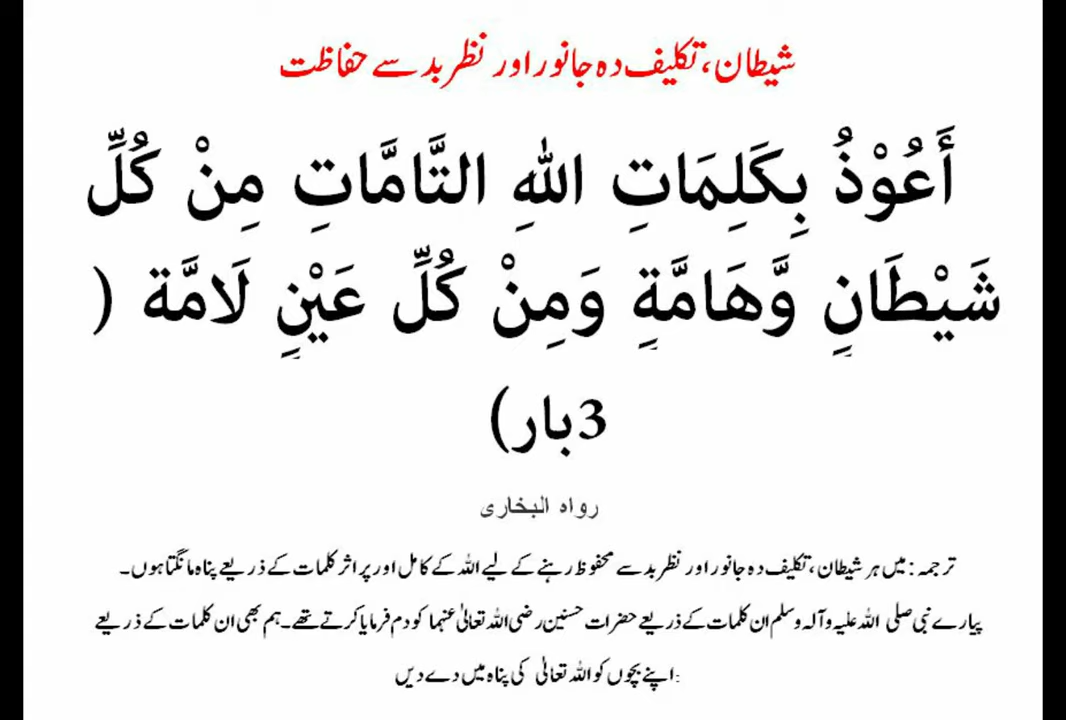 شیطان، تکلیف دہ جانور اور نظر بد سے حفاظت
أَعُوْذُ بِكَلِمَاتِ اللهِ التَّامَّاتِ مِنْ كُلِّ
شَيْطَانٍ وَّهَامَّةٍ وَمِنْ كُلِّ عَيْنٍ لَامَّة (
3بار)
رواہ البخاری
ترجمہ: میں ہر شیطان، تکلیف دہ جانور اور نظر بد سے محفوظ رہنے کے لیے اللہ کے کامل اور پر اثر کلمات کے ذریعے پناہ مانگتا ہوں۔
پیارے نبی صلی اللہ علیہ وآلہ وسلم ان کلمات کے ذریعے حضرات حسنین رضی اللہ تعالیٰ عنہما کو دم فرمایا کرتے تھے۔ ہم بھی ان کلمات کے ذریعے
اپنے بچوں کو اللہ تعالیٰ کی پناہ میں دے دیں: